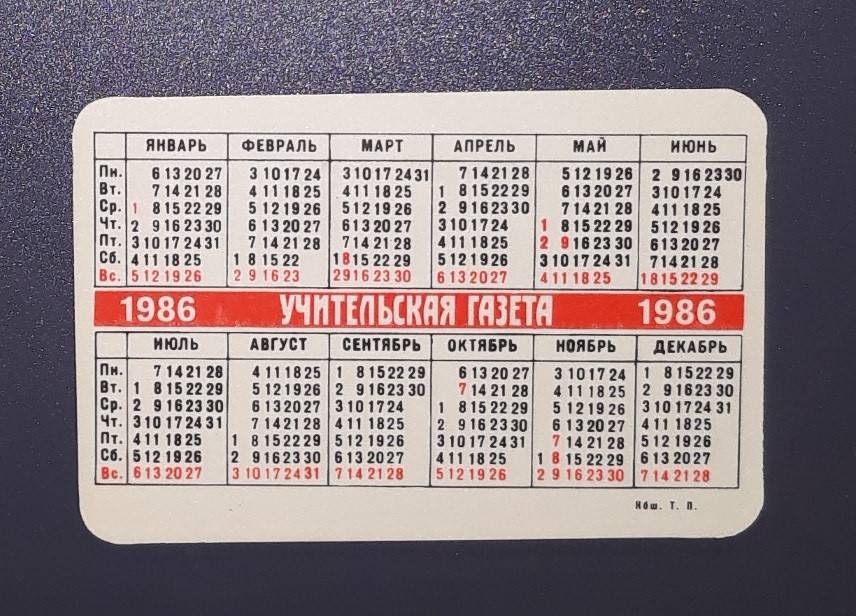 ЯНВАРЬ ФЕВРАЛЬ МАРТ АПРЕЛЬ МАЙ ИЮНЬ
Пн. 6 13 20 27 3 10 17 24 3 10 17 24 31 7 14 21 28 5 12 19 26 2 9 16 23 30
Вт. 7 14 21 28 4 11 18 25 4 11 18 25 1 8 15 22 29 6 13 20 27 3 10 17 24
Ср. 1 8 15 22 29 5 12 19 26 5 12 19 26 2 9 16 23 30 7 14 21 28 4 11 18 25
Чт. 2 9 16 23 30 6 13 20 27 6 13 20 27 3 10 17 24 1 8 15 22 29 5 12 19 26
Пт. 3 10 17 24 31 7 14 21 28 7 14 21 28 4 11 18 25 2 9 16 23 30 6 13 20 27
Сб. 4 11 18 25 1 8 15 22 1 8 15 22 29 5 12 19 26 3 10 17 24 31 7 14 21 28
Вс. 5 12 19 26 2 9 16 23 2 9 16 23 30 6 13 20 27 4 11 18 25 1 8 15 22 29
1986 УЧИТЕЛЬСКАЯ ГАЗЕТА 1986
ИЮЛЬ АВГУСТ СЕНТЯБРЬ ОКТЯБРЬ НОЯБРЬ ДЕКАБРЬ
Пн. 7 14 21 28 4 11 18 25 1 8 15 22 29 6 13 20 27 3 10 17 24 1 8 15 22 29
Вт. 1 8 15 22 29 5 12 19 26 2 9 16 23 30 7 14 21 28 4 11 18 25 2 9 16 23 30
Ср. 2 9 16 23 30 6 13 20 27 3 10 17 24 1 8 15 22 29 5 12 19 26 3 10 17 24 31
Чт. 3 10 17 24 31 7 14 21 28 4 11 18 25 2 9 16 23 30 6 13 20 27 4 11 18 25
Пт. 4 11 18 25 1 8 15 22 29 5 12 19 26 3 10 17 24 31 7 14 21 28 5 12 19 26
Сб. 5 12 19 26 2 9 16 23 30 6 13 20 27 4 11 18 25 1 8 15 22 29 6 13 20 27
Вс. 6 13 20 27 3 10 17 24 31 7 14 21 28 5 12 19 26 2 9 16 23 30 7 14 21 28
Нбш. Т. П.